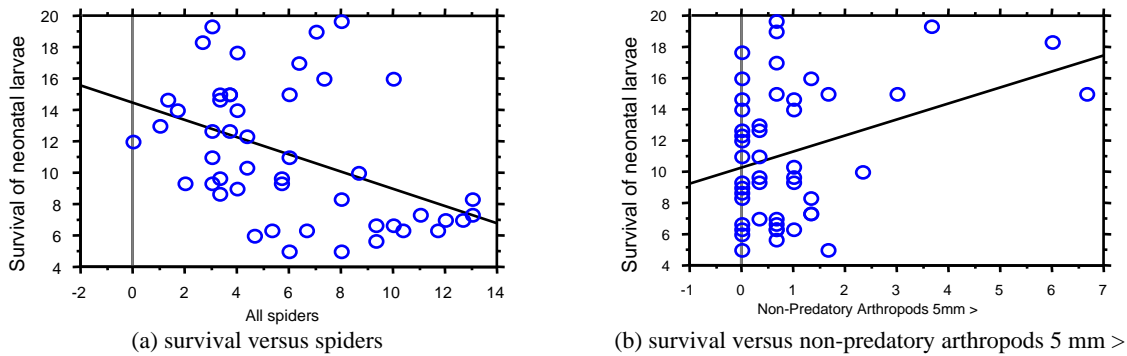 20
18
16
14
12
10
8
6
4
Survival of neonatal larvae
-2 0 2 4 6 8 10 12 14
All spiders
(a) survival versus spiders
20
18
16
14
12
10
8
6
4
Survival of neonatal larvae
-1 0 1 2 3 4 5 6 7
Non-Predatory Arthropods 5mm >
(b) survival versus non-predatory arthropods 5 mm >